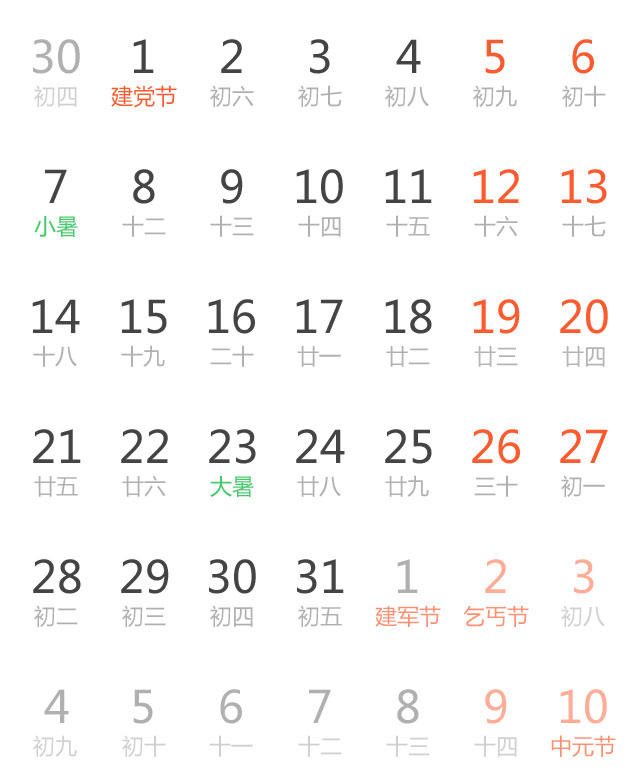 30 1 2 3 4 5 6
初四 建党节 初六 初七 初八 初九 初十
7 8 9 10 11 12 13
小暑 十二 十三 十四 十五 十六 十七
14 15 16 17 18 19 20
十八 十九 二十 廿一 廿二 廿三 廿四
21 22 23 24 25 26 27
廿五 廿六 大暑 廿八 廿九 三十 初一
28 29 30 31 1 2 3
初二 初三 初四 初五 建军节 乞丐节 初八
4 5 6 7 8 9 10
初九 初十 十一 十二 十三 十四 中元节